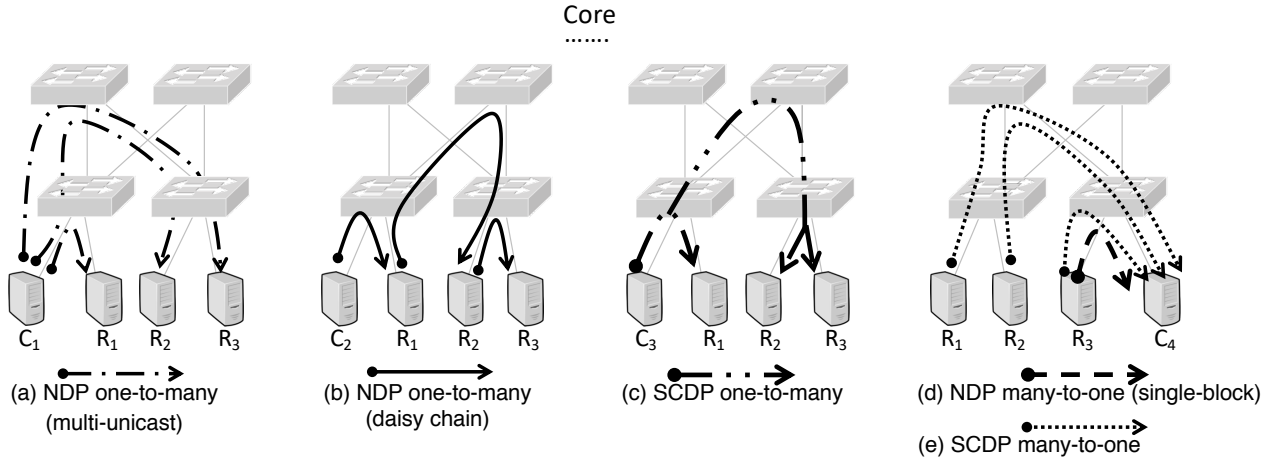 Core
.......
C1 R1 R2 R3
C2 R1 R2 R3
C3 R1 R2 R3
R1 R2 R3 C4
(a) NDP one-to-many
(multi-unicast)
(b) NDP one-to-many
(daisy chain)
(c) SCDP one-to-many
(d) NDP many-to-one (single-block)
(e) SCDP many-to-one